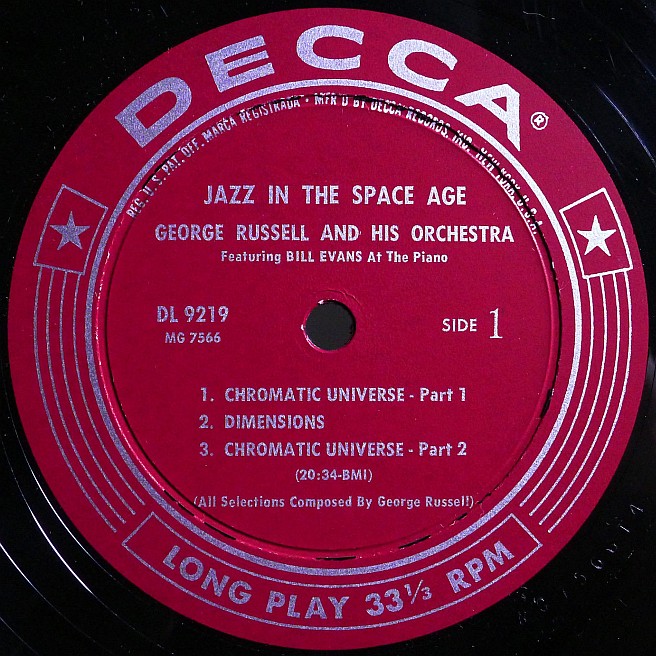 DECCA®
REG. U.S. PAT. OFF. MARCA REGISTRADA • MFR'D BY DECCA RECORDS, INC. NEW YORK, U.S.A.
JAZZ IN THE SPACE AGE
GEORGE RUSSELL AND HIS ORCHESTRA
Featuring BILL EVANS At The Piano
DL 9219
MG 7566
SIDE 1
1. CHROMATIC UNIVERSE - Part 1
2. DIMENSIONS
3. CHROMATIC UNIVERSE - Part 2
(20:34-BMI)
(All Selections Composed By George Russell)
LONG PLAY 33⅓ RPM